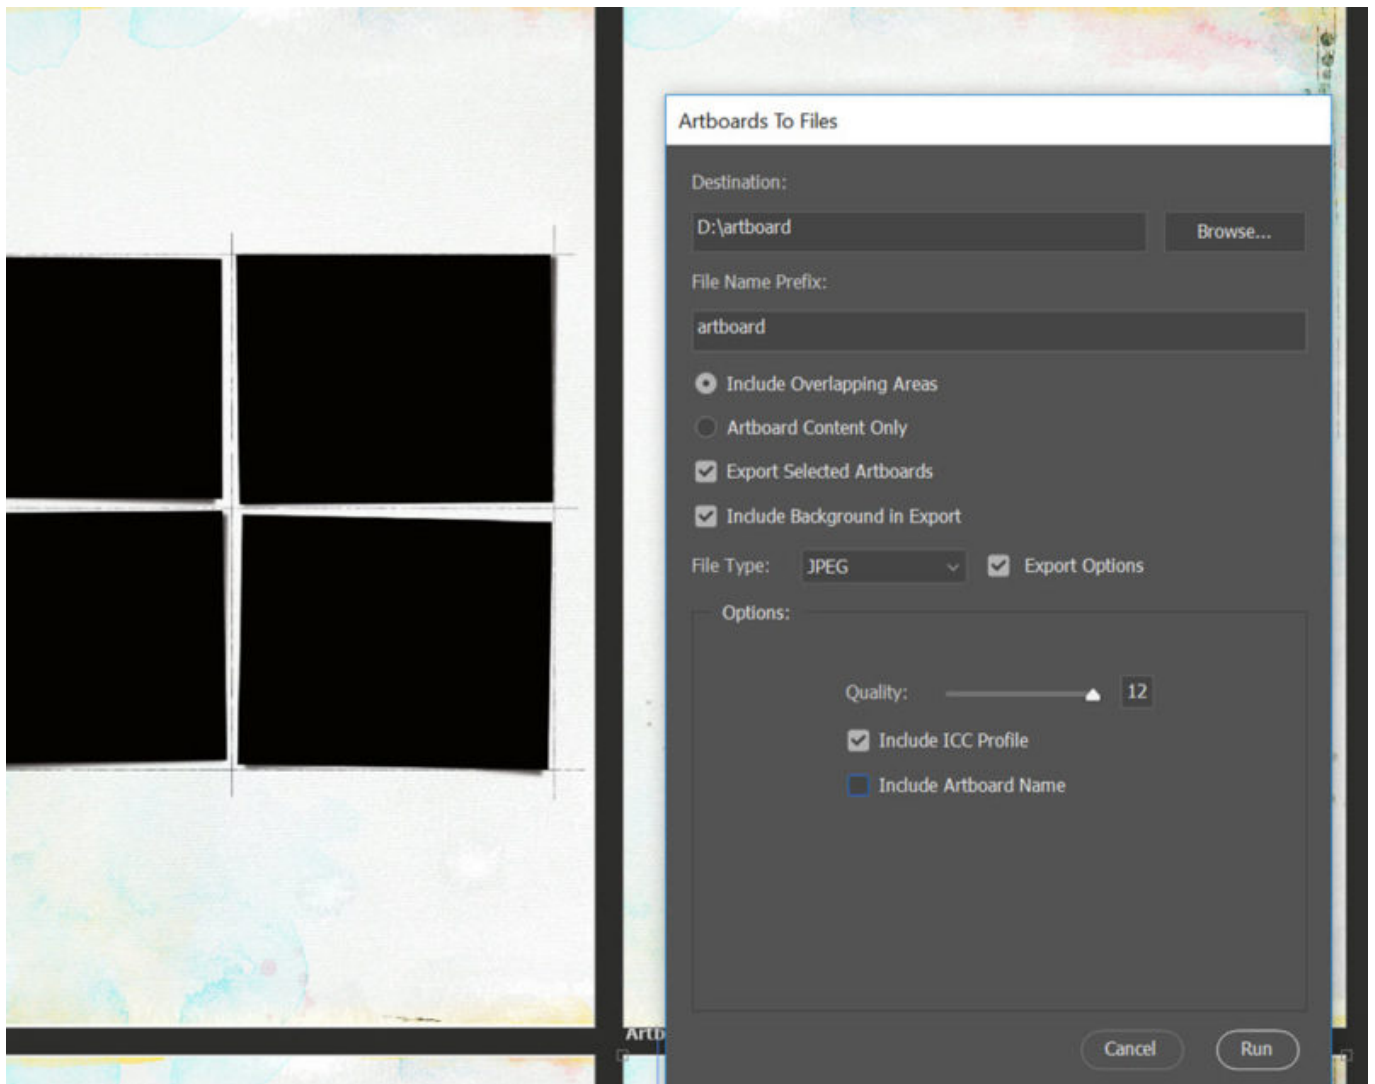 Artboards To Files
Destination:
D:\artboard
Browse...
File Name Prefix:
artboard
Include Overlapping Areas
Artboard Content Only
Export Selected Artboards
Include Background in Export
File Type: JPEG Export Options
Options:
Quality: 12
Include ICC Profile
Include Artboard Name
Artb
Cancel Run